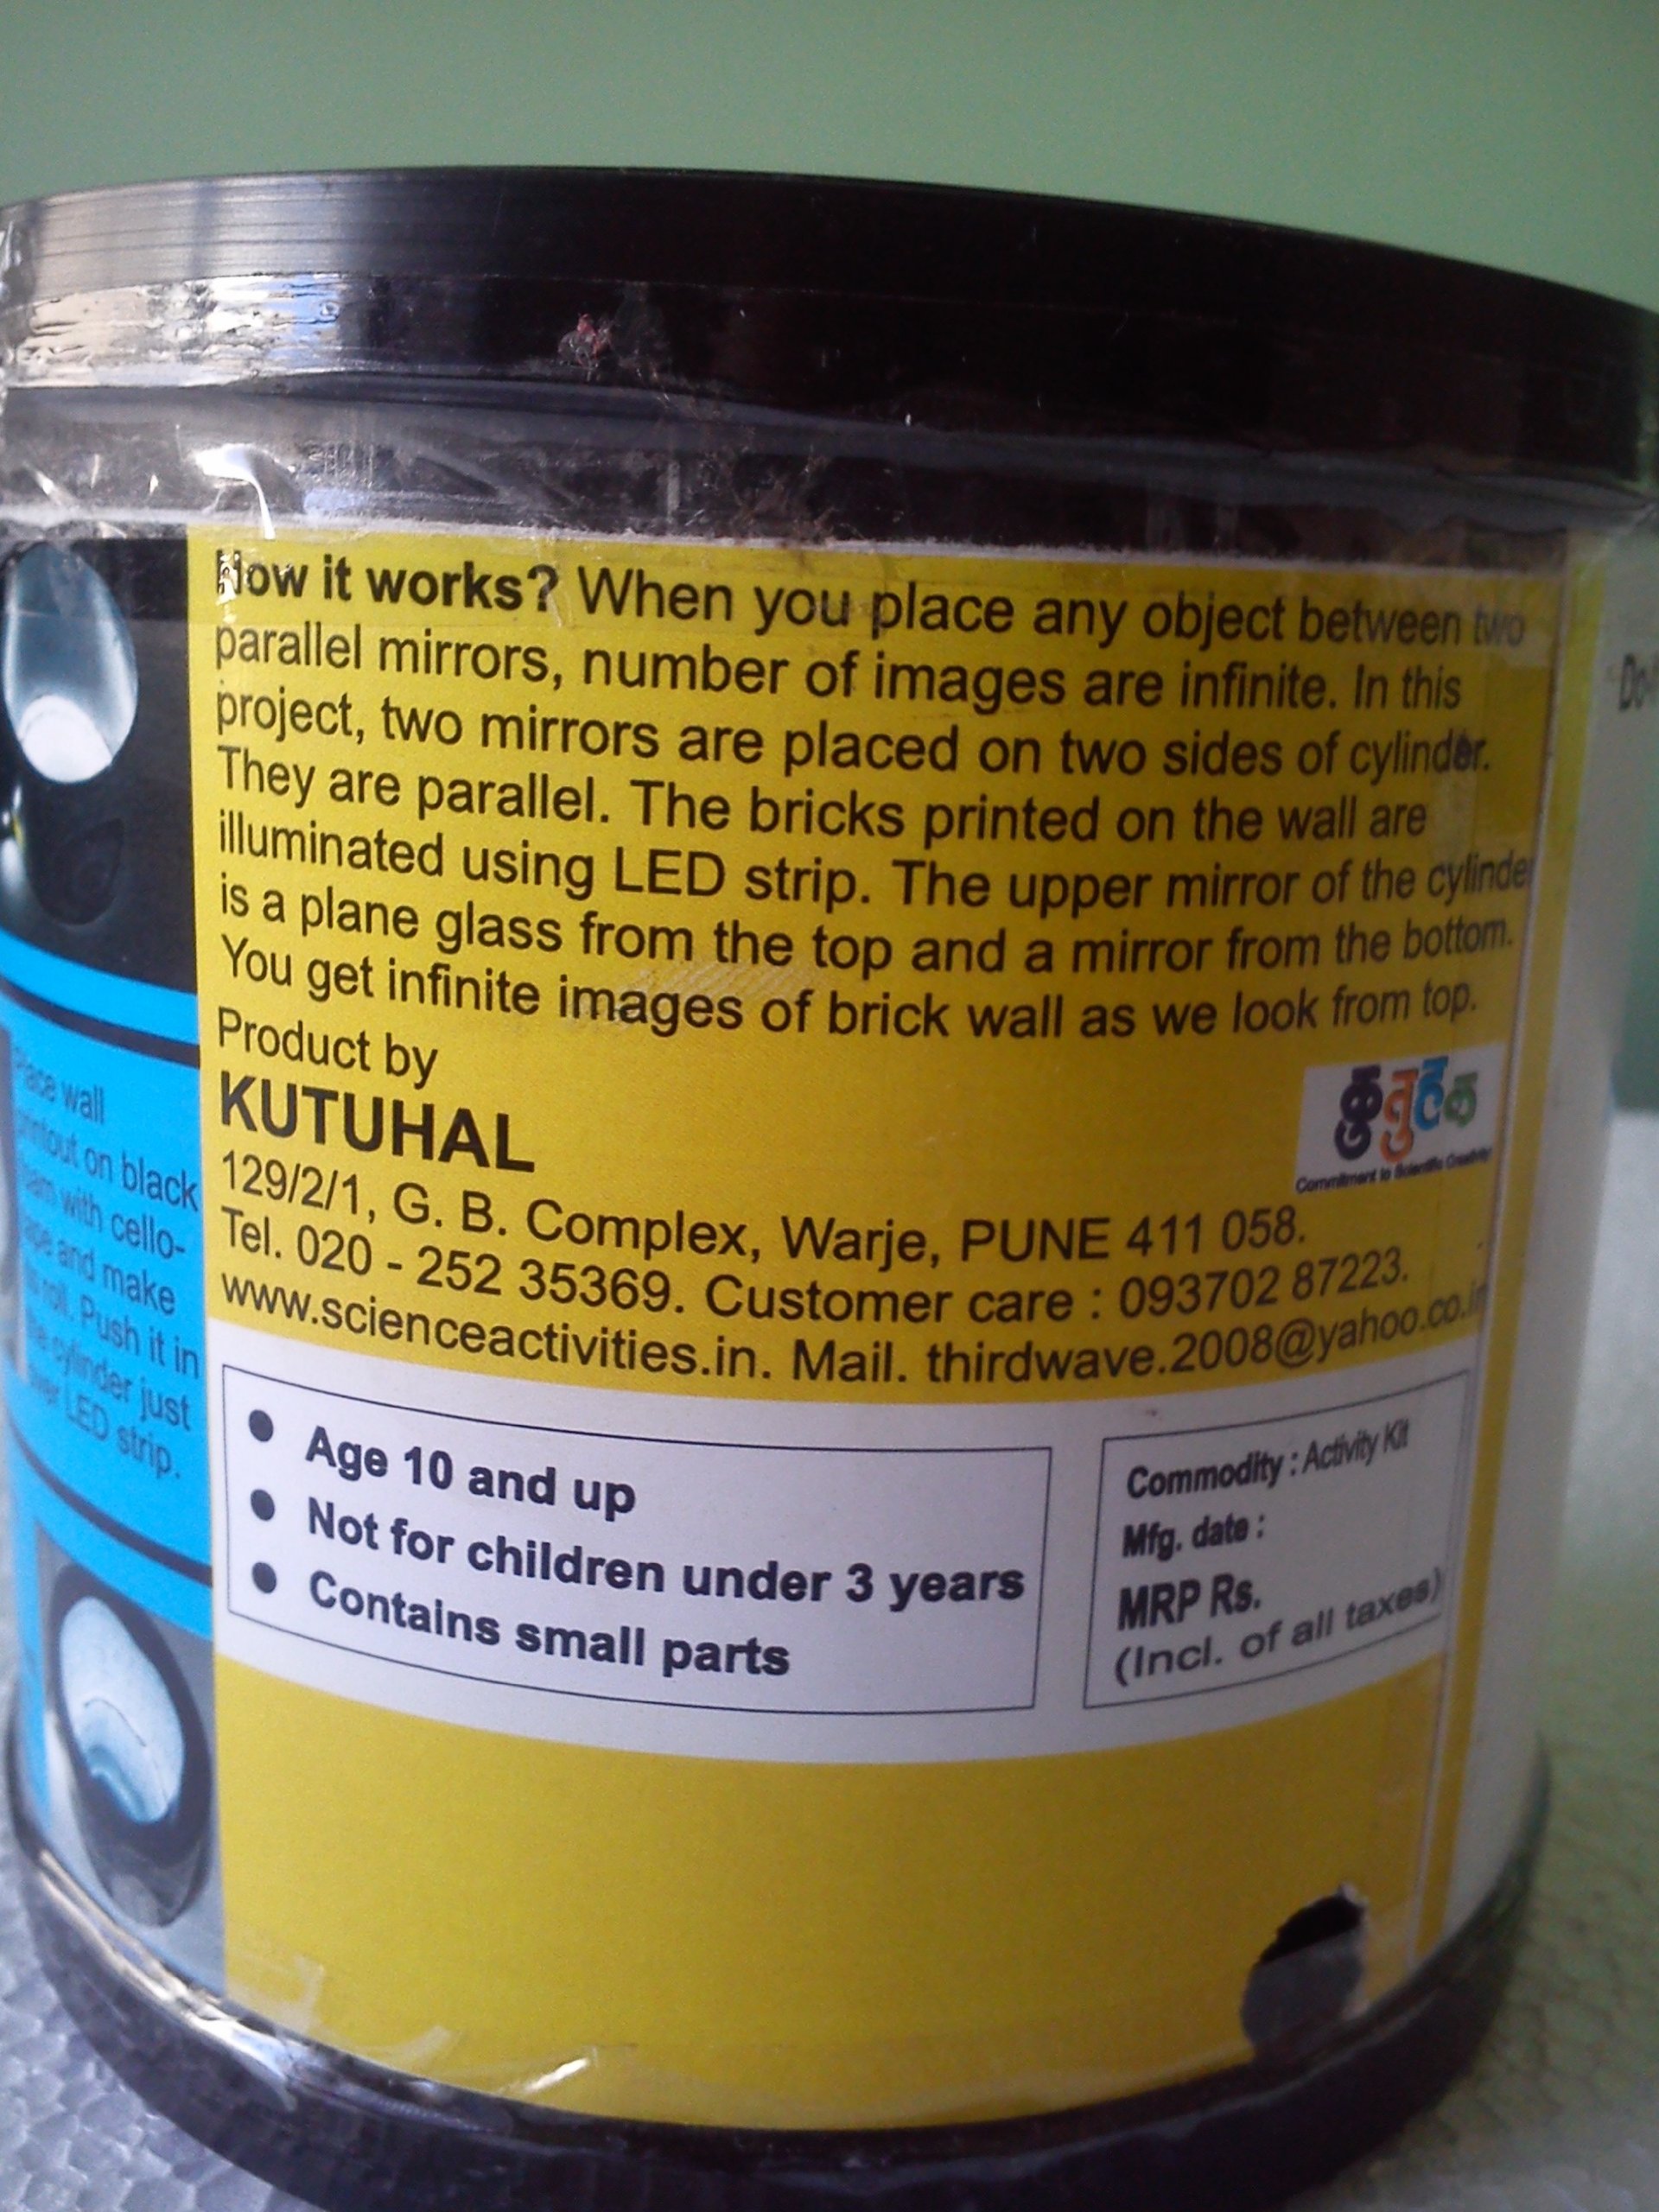 How it works? When you place any object between two
parallel mirrors, number of images are infinite. In this
project, two mirrors are placed on two sides of cylinder.
They are parallel. The bricks printed on the wall are
illuminated using LED strip. The upper mirror of the cylinder
is a plane glass from the top and a mirror from the bottom.
You get infinite images of brick wall as we look from top.
Product by
KUTUHAL
129/2/1, G. B. Complex, Warje, PUNE 411 058.
Tel. 020 - 252 35369. Customer care : 093702 87223.
www.scienceactivities.in. Mail. thirdwave.2008@yahoo.co.in
कुतुहल
Commitment to Scientific Creativity!
● Age 10 and up
● Not for children under 3 years
● Contains small parts
Commodity : Activity Kit
Mfg. date :
MRP Rs.
(Incl. of all taxes)
wall
on black
with cello-
and make
roll. Push it in
cylinder just
LED strip.